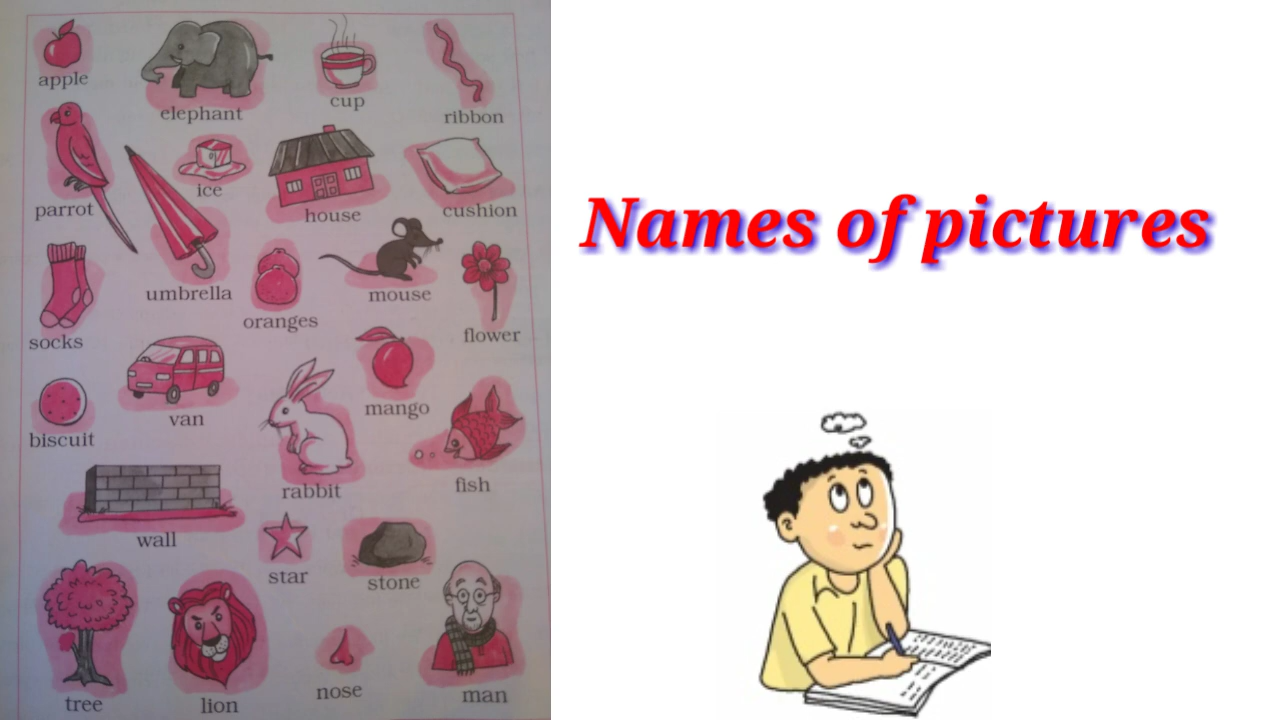 apple
elephant
cup
ribbon
parrot
ice
house
cushion
umbrella
mouse
socks
oranges
flower
van
mango
biscuit
rabbit
fish
wall
star
stone
tree
lion
nose
man
Names of pictures